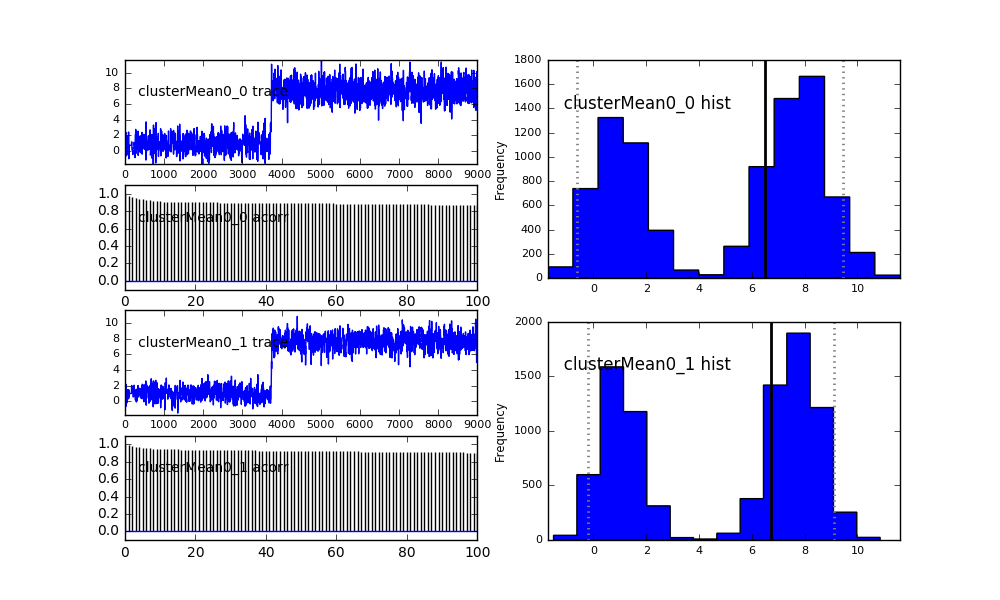 10
8
6
4
2
0
clusterMean0_0 trace
0 1000 2000 3000 4000 5000 6000 7000 8000 9000
1.0
0.8
0.6
0.4
0.2
0.0
clusterMean0_0 acorr
0 20 40 60 80 100
10
8
6
4
2
0
clusterMean0_1 trace
0 1000 2000 3000 4000 5000 6000 7000 8000 9000
1.0
0.8
0.6
0.4
0.2
0.0
clusterMean0_1 acorr
0 20 40 60 80 100
Frequency
1800
1600
1400
1200
1000
800
600
400
200
0
clusterMean0_0 hist
0 2 4 6 8 10
Frequency
2000
1500
1000
500
0
clusterMean0_1 hist
0 2 4 6 8 10